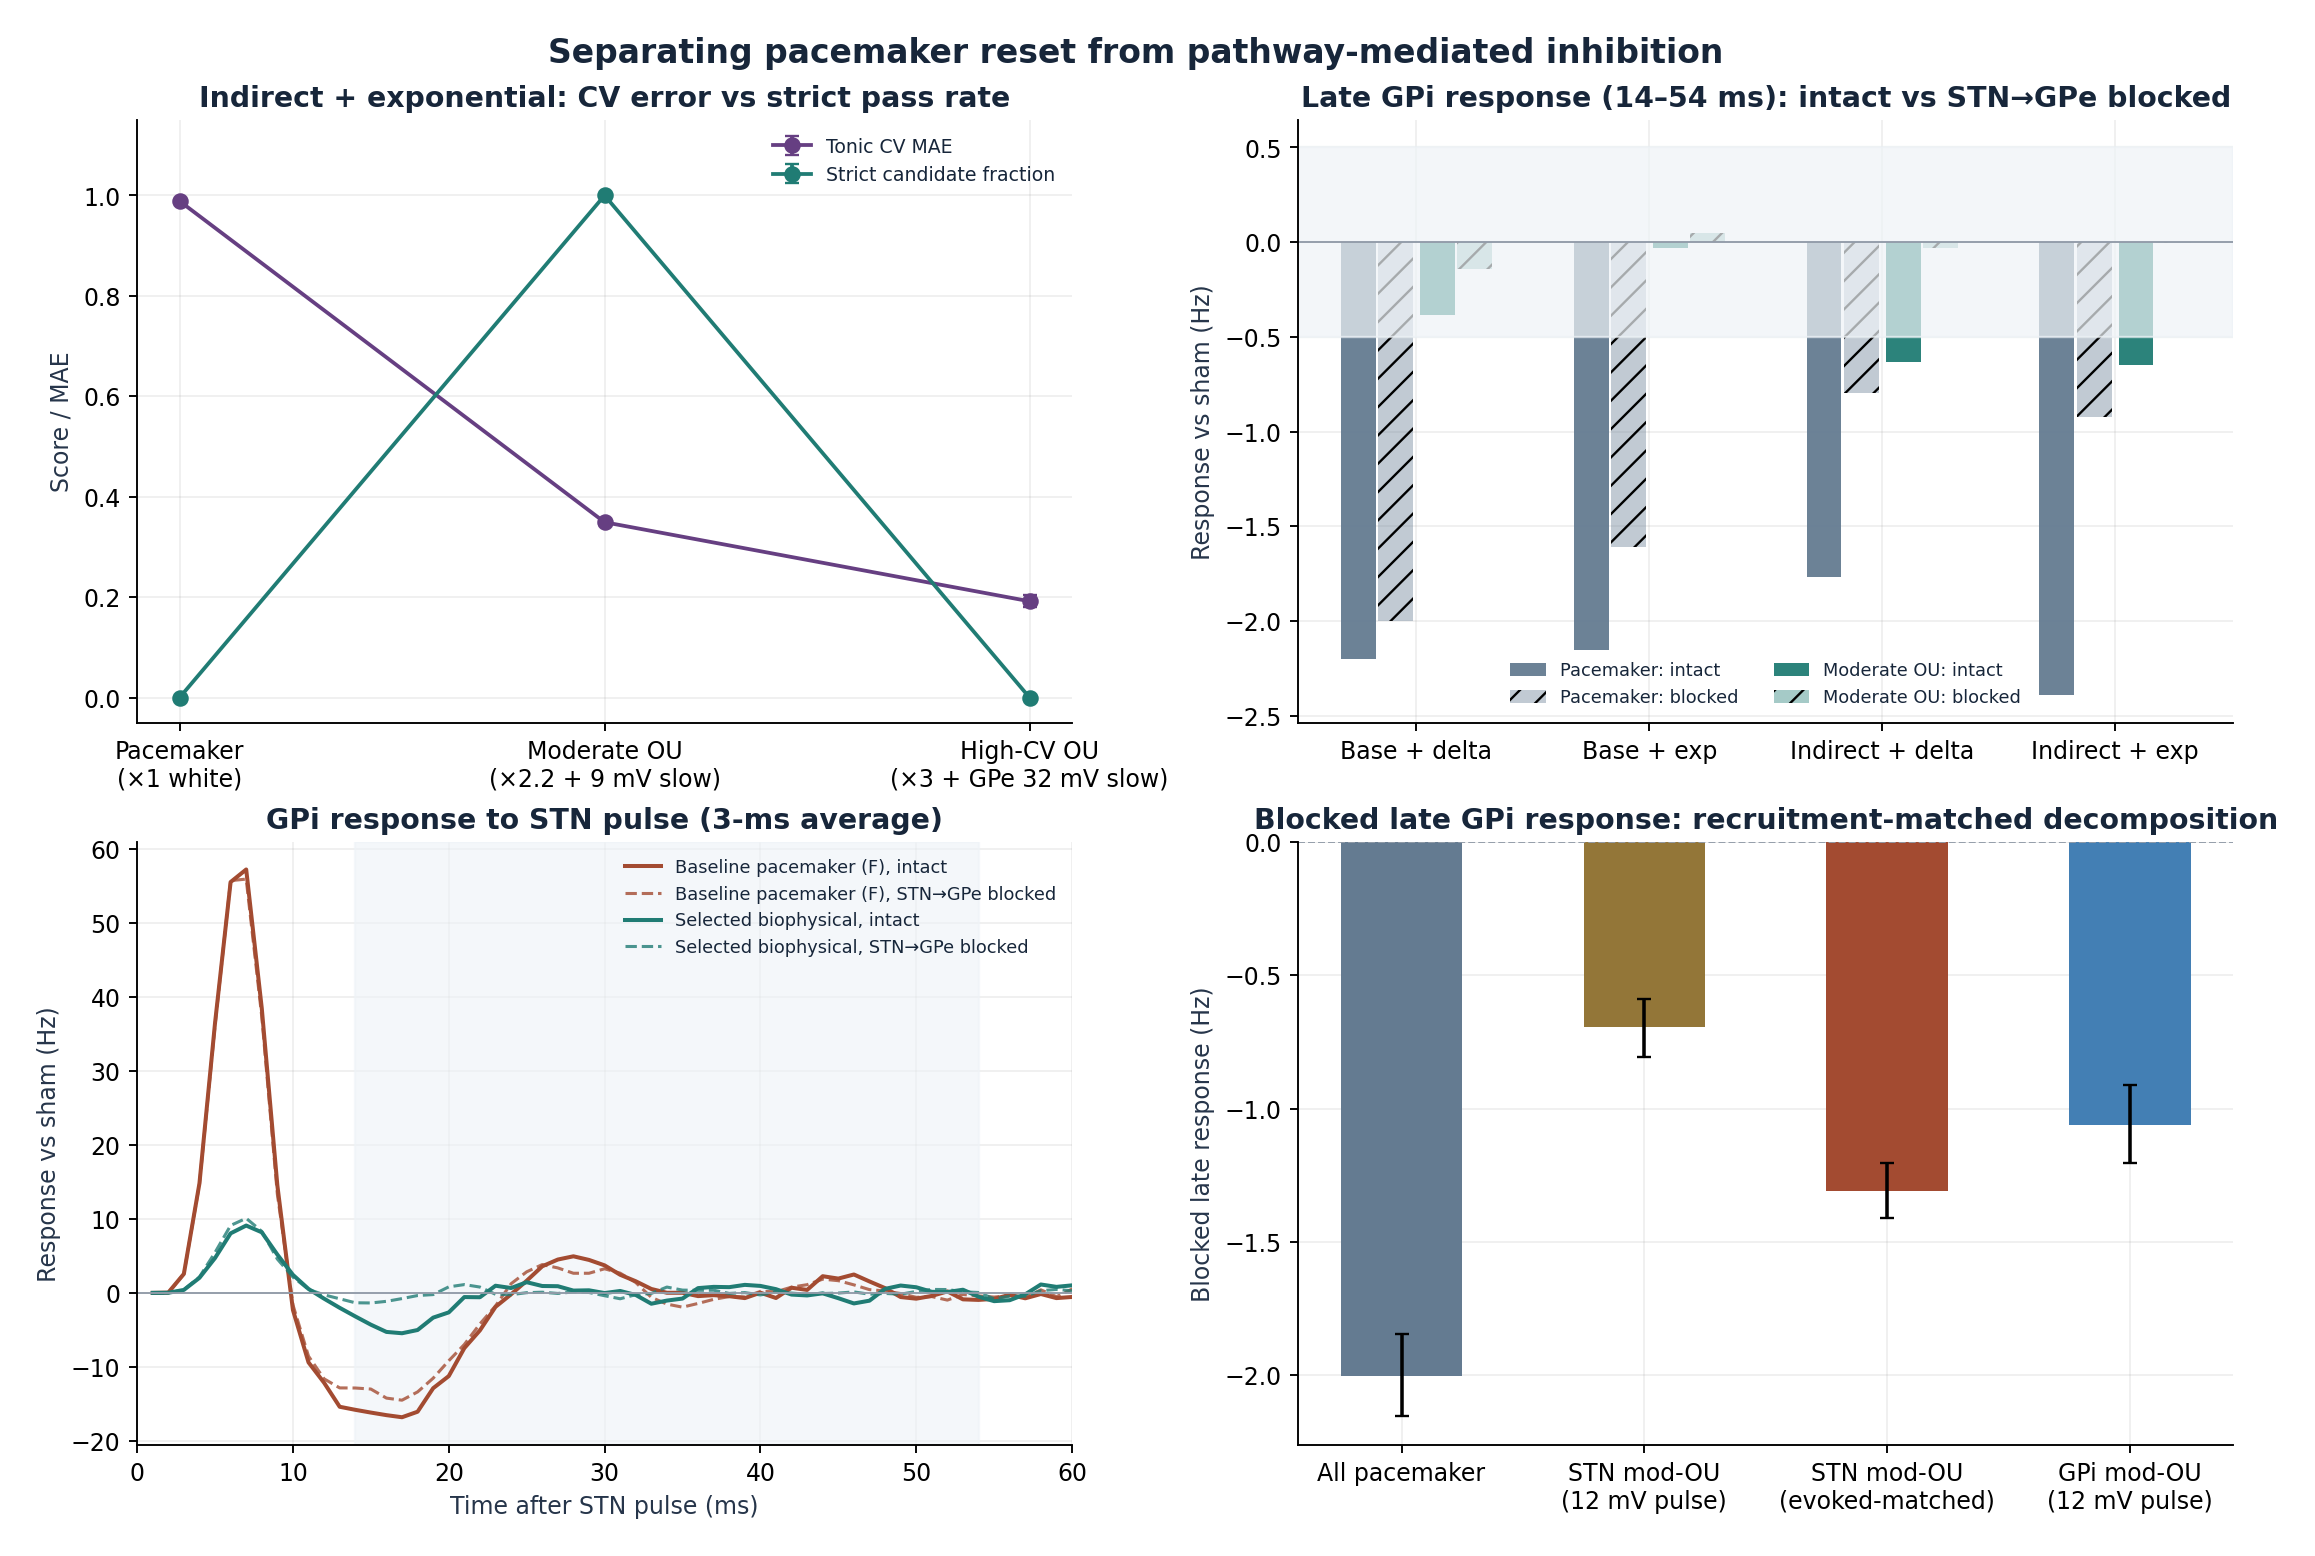 Separating pacemaker reset from pathway-mediated inhibition
Indirect + exponential: CV error vs strict pass rate
Score / MAE
1.0
0.8
0.6
0.4
0.2
0.0
Tonic CV MAE
Strict candidate fraction
Pacemaker
(×1 white)
Moderate OU
(×2.2 + 9 mV slow)
High-CV OU
(×3 + GPe 32 mV slow)
Late GPi response (14–54 ms): intact vs STN→GPe blocked
Response vs sham (Hz)
0.5
0.0
−0.5
−1.0
−1.5
−2.0
−2.5
Pacemaker: intact
Pacemaker: blocked
Moderate OU: intact
Moderate OU: blocked
Base + delta
Base + exp
Indirect + delta
Indirect + exp
GPi response to STN pulse (3-ms average)
Response vs sham (Hz)
60
50
40
30
20
10
0
−10
−20
Baseline pacemaker (F), intact
Baseline pacemaker (F), STN→GPe blocked
Selected biophysical, intact
Selected biophysical, STN→GPe blocked
0
10
20
30
40
50
60
Time after STN pulse (ms)
Blocked late GPi response: recruitment-matched decomposition
Blocked late response (Hz)
0.0
−0.5
−1.0
−1.5
−2.0
All pacemaker
STN mod-OU
(12 mV pulse)
STN mod-OU
(evoked-matched)
GPi mod-OU
(12 mV pulse)